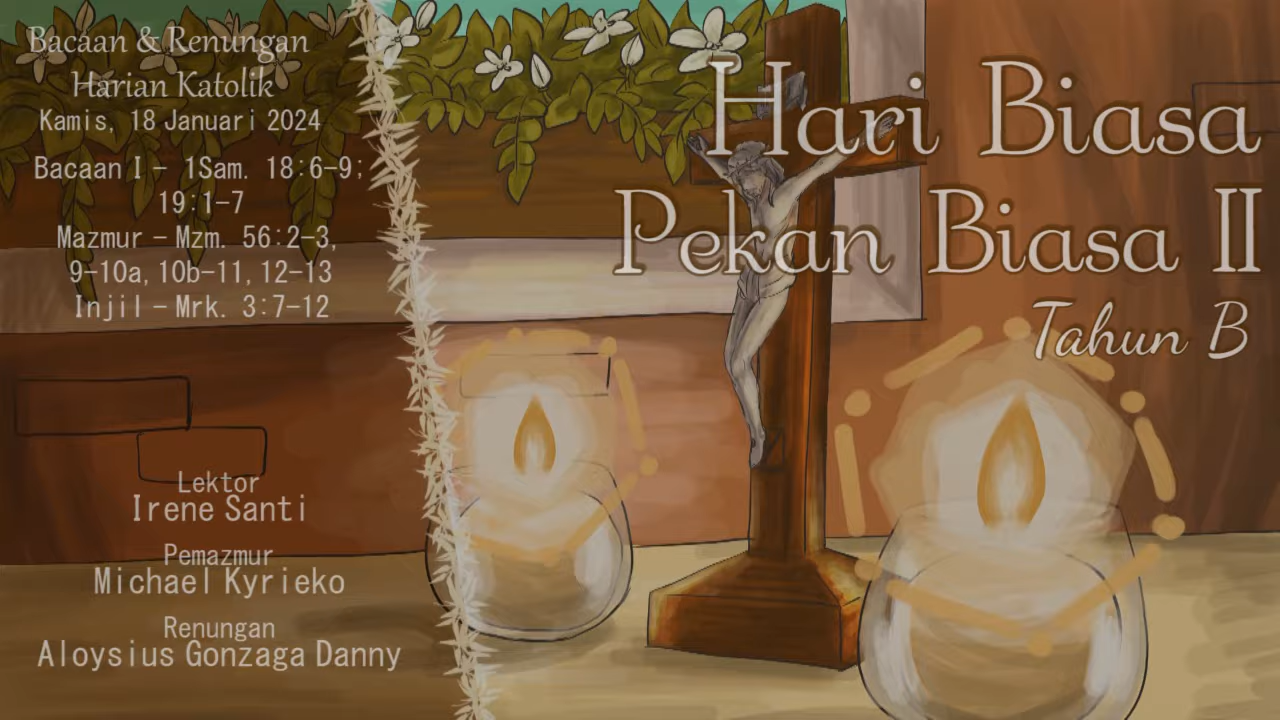 Bacaan & Renungan
Harian Katolik
Kamis, 18 Januari 2024
Bacaan I – 1Sam. 18:6–9;
19:1–7
Mazmur – Mzm. 56:2–3,
9–10a, 10b–11, 12–13
Injil – Mrk. 3:7–12
Lektor
Irene Santi
Pemazmur
Michael Kyrieko
Renungan
Aloysius Gonzaga Danny
Hari Biasa
Pekan Biasa II
Tahun B